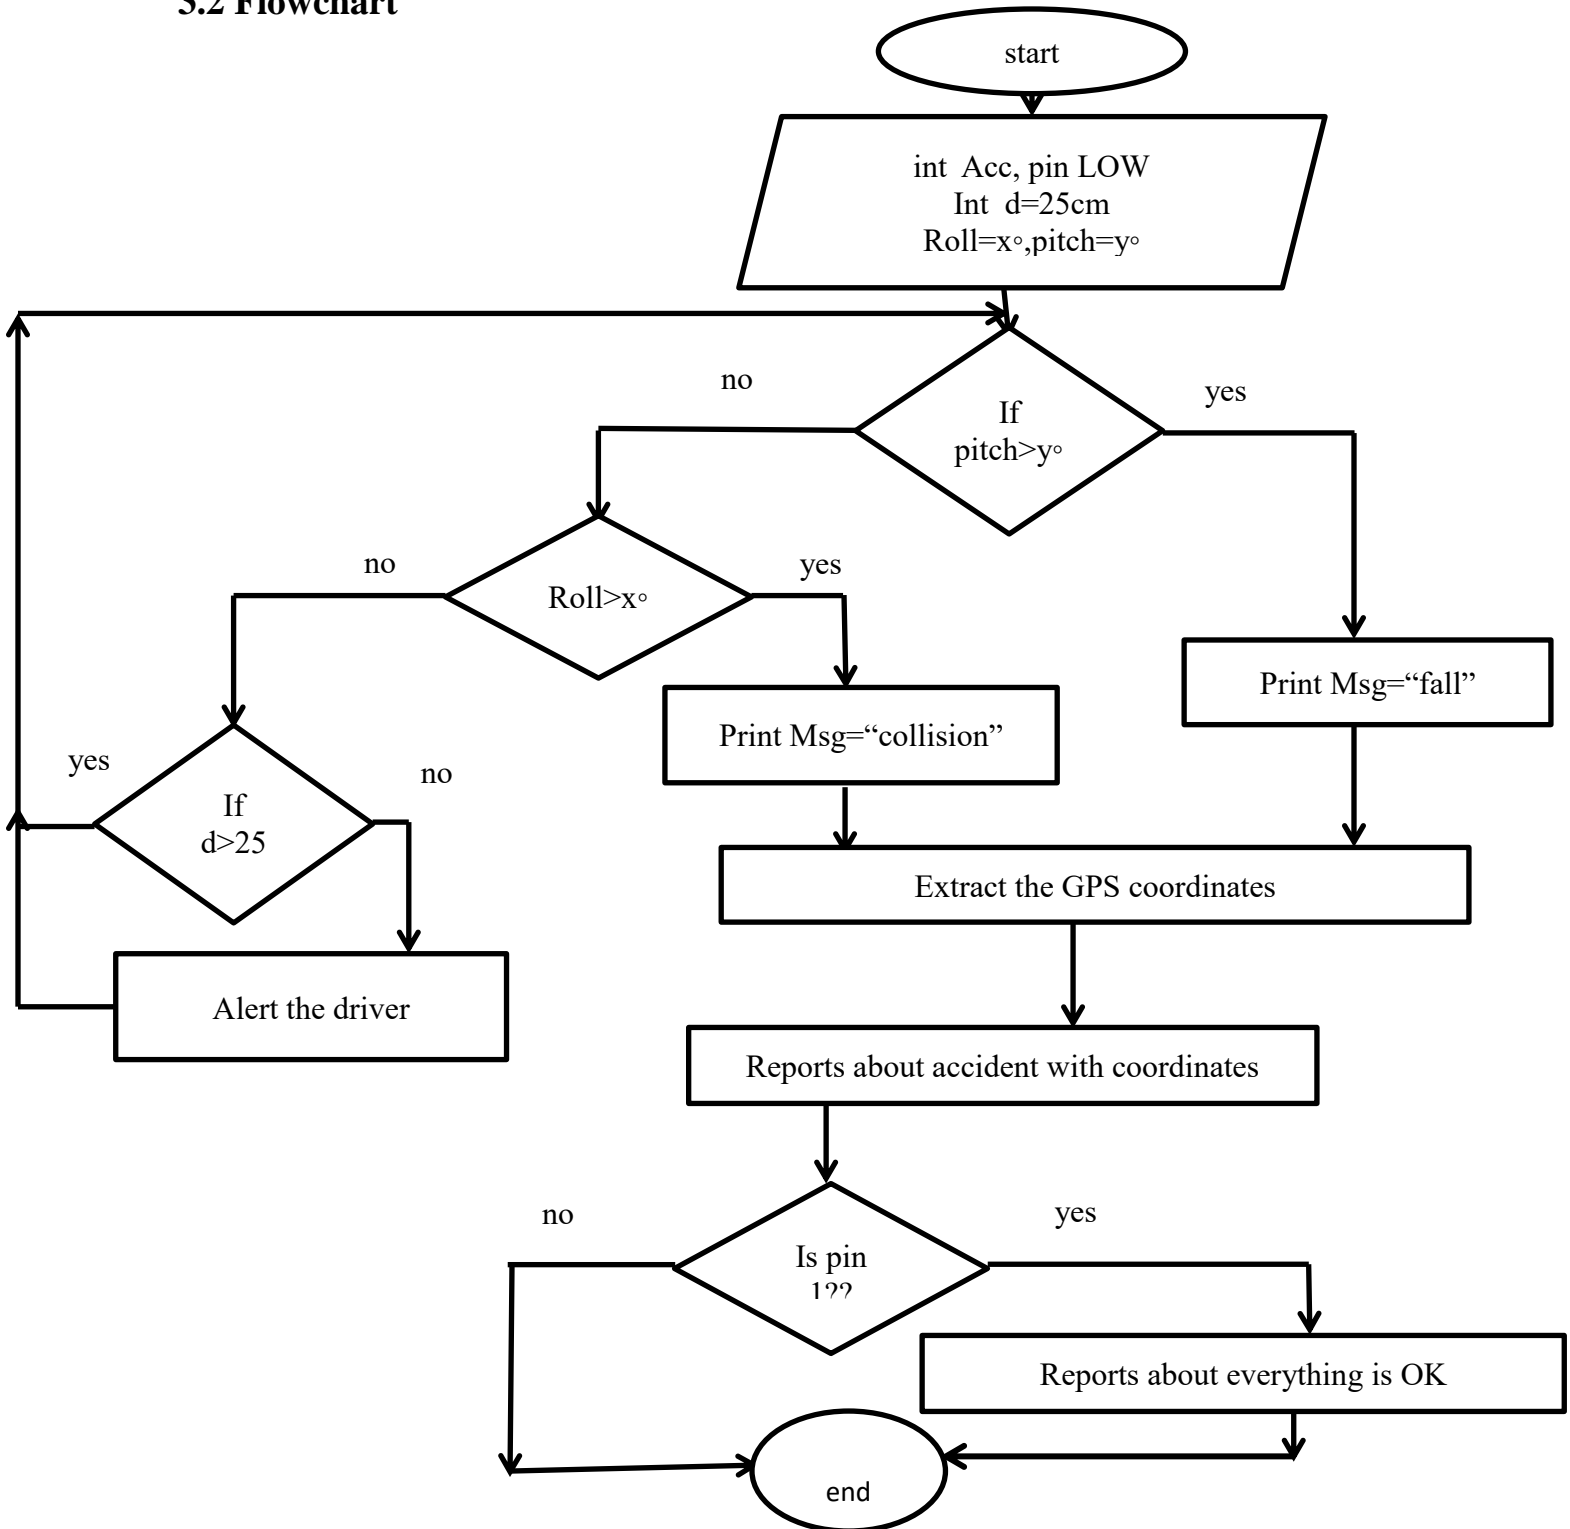 3.2 Flowchart
start
int Acc, pin LOW
Int d=25cm
Roll=x◦,pitch=y◦
no
yes
If
pitch>y◦
no
yes
Roll>x◦
Print Msg=“fall”
Print Msg=“collision”
yes
no
If
d>25
Extract the GPS coordinates
Alert the driver
Reports about accident with coordinates
no
yes
Is pin
1??
Reports about everything is OK
end